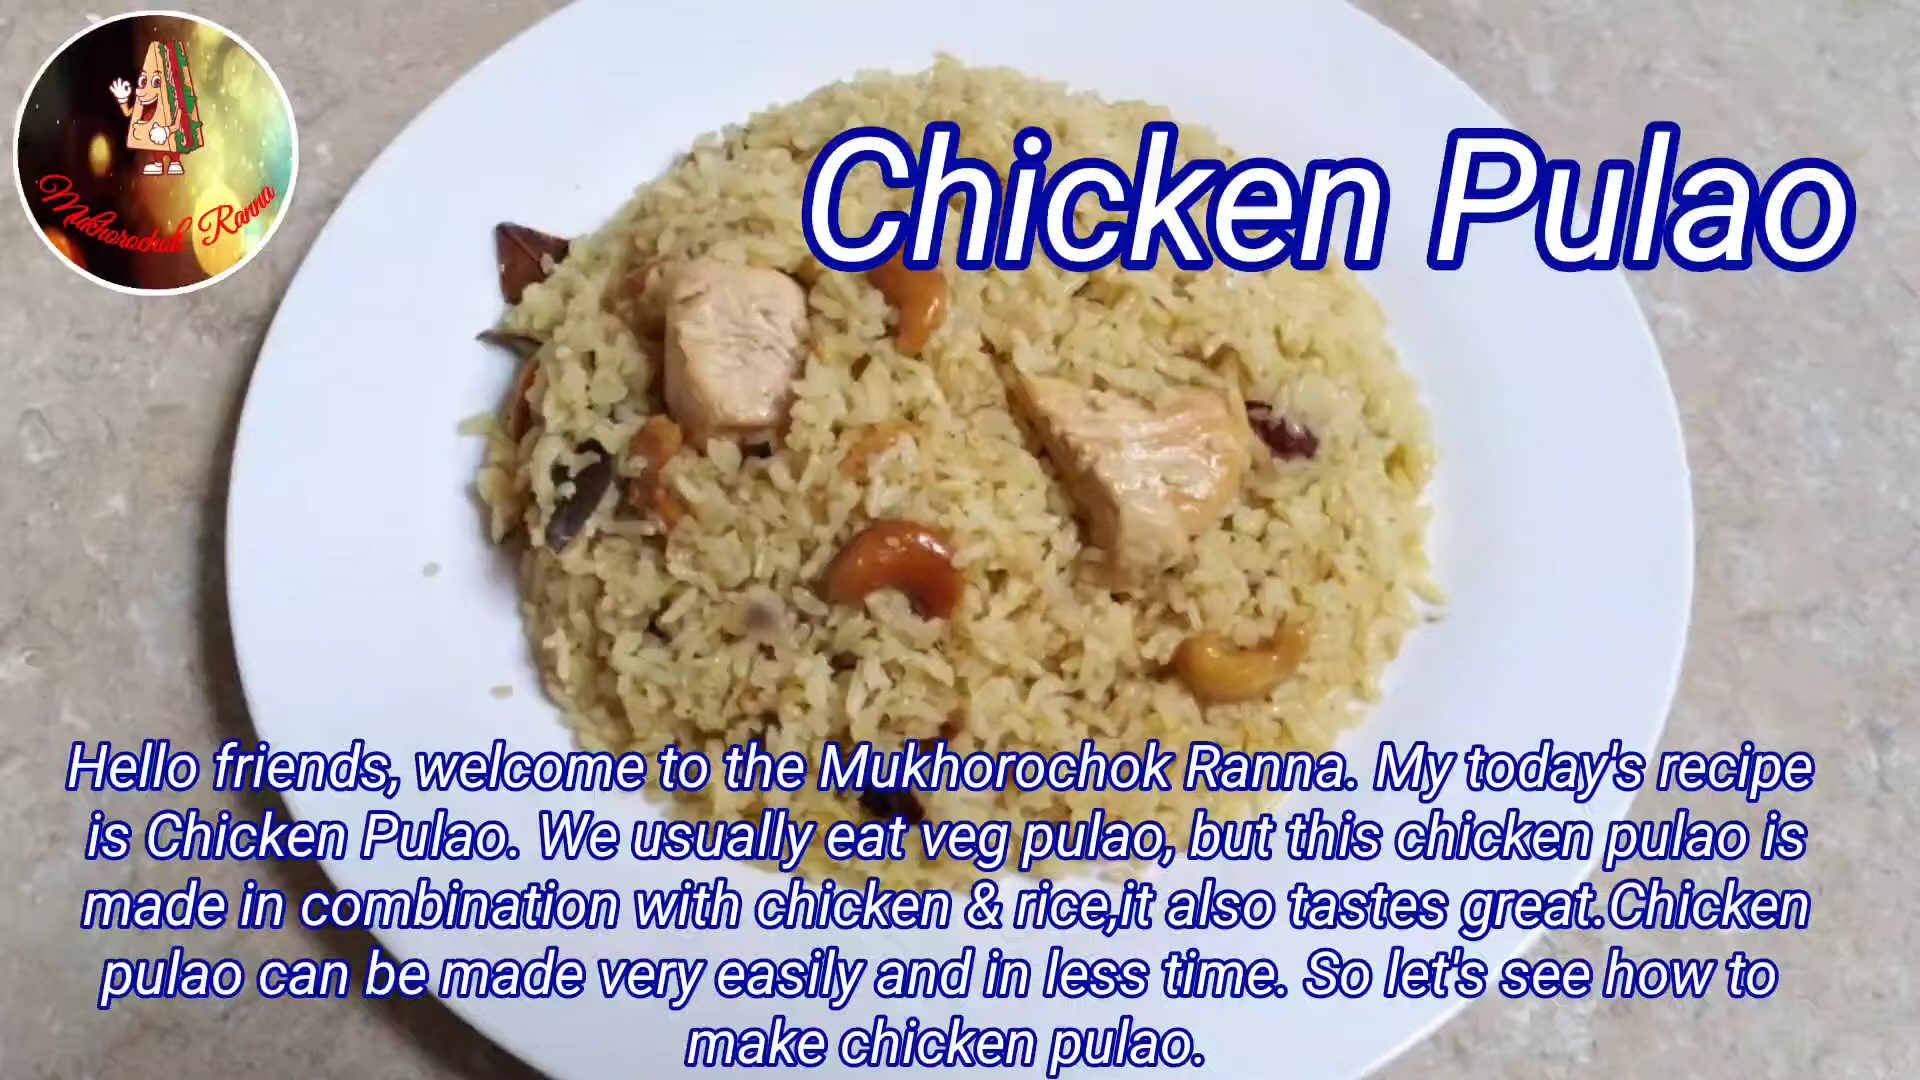 Mukhorochok Ranna
Chicken Pulao
Hello friends, welcome to the Mukhorochok Ranna. My today's recipe
is Chicken Pulao. We usually eat veg pulao, but this chicken pulao is
made in combination with chicken & rice,it also tastes great.Chicken
pulao can be made very easily and in less time. So let's see how to
make chicken pulao.